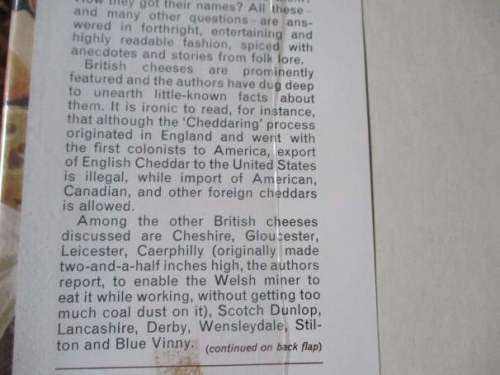 How they got their names? All these
and many other questions - are ans-
wered in forthright, entertaining and
highly readable fashion, spiced with
anecdotes and stories from folk lore.
British cheeses are prominently
featured and the authors have dug deep
to unearth little-known facts about
them. It is ironic to read, for instance,
that although the 'Cheddaring' process
originated in England and went with
the first colonists to America, export
of English Cheddar to the United States
is illegal, while import of American,
Canadian, and other foreign cheddars
is allowed.
Among the other British cheeses
discussed are Cheshire, Gloucester,
Leicester, Caerphilly (originally made
two-and-a-half inches high, the authors
report, to enable the Welsh miner to
eat it while working, without getting too
much coal dust on it), Scotch Dunlop,
Lancashire, Derby, Wensleydale, Stil-
ton and Blue Vinny. (continued on back flap)